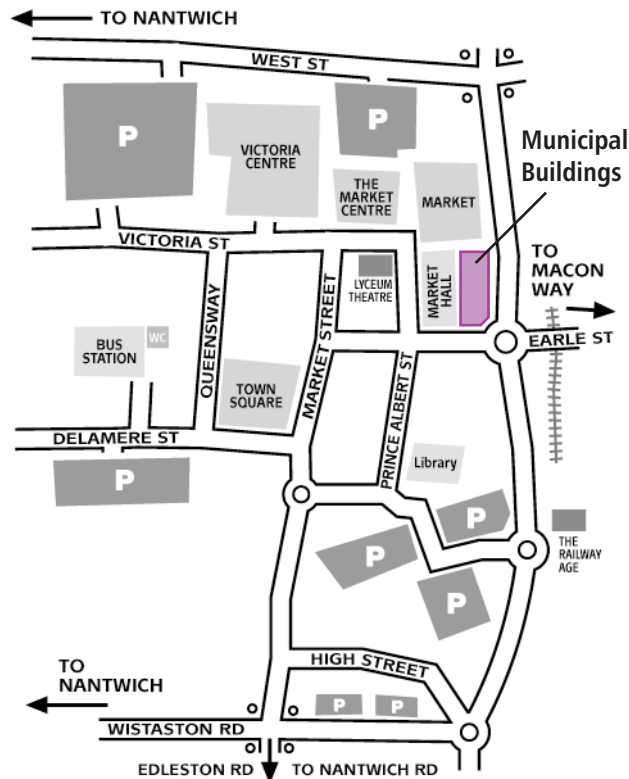 TO NANTWICH
WEST ST
P
P
VICTORIA
CENTRE
THE
MARKET
CENTRE
MARKET
Municipal
Buildings
VICTORIA ST
LYCEUM
THEATRE
MARKET
HALL
TO
MACON
WAY
EARLE ST
BUS
STATION
WC
QUEENSWAY
MARKET STREET
TOWN
SQUARE
PRINCE ALBERT ST
DELAMERE ST
Library
P
P
P
P
THE
RAILWAY
AGE
HIGH STREET
TO
NANTWICH
P
P
WISTASTON RD
EDLESTON RD
TO NANTWICH RD